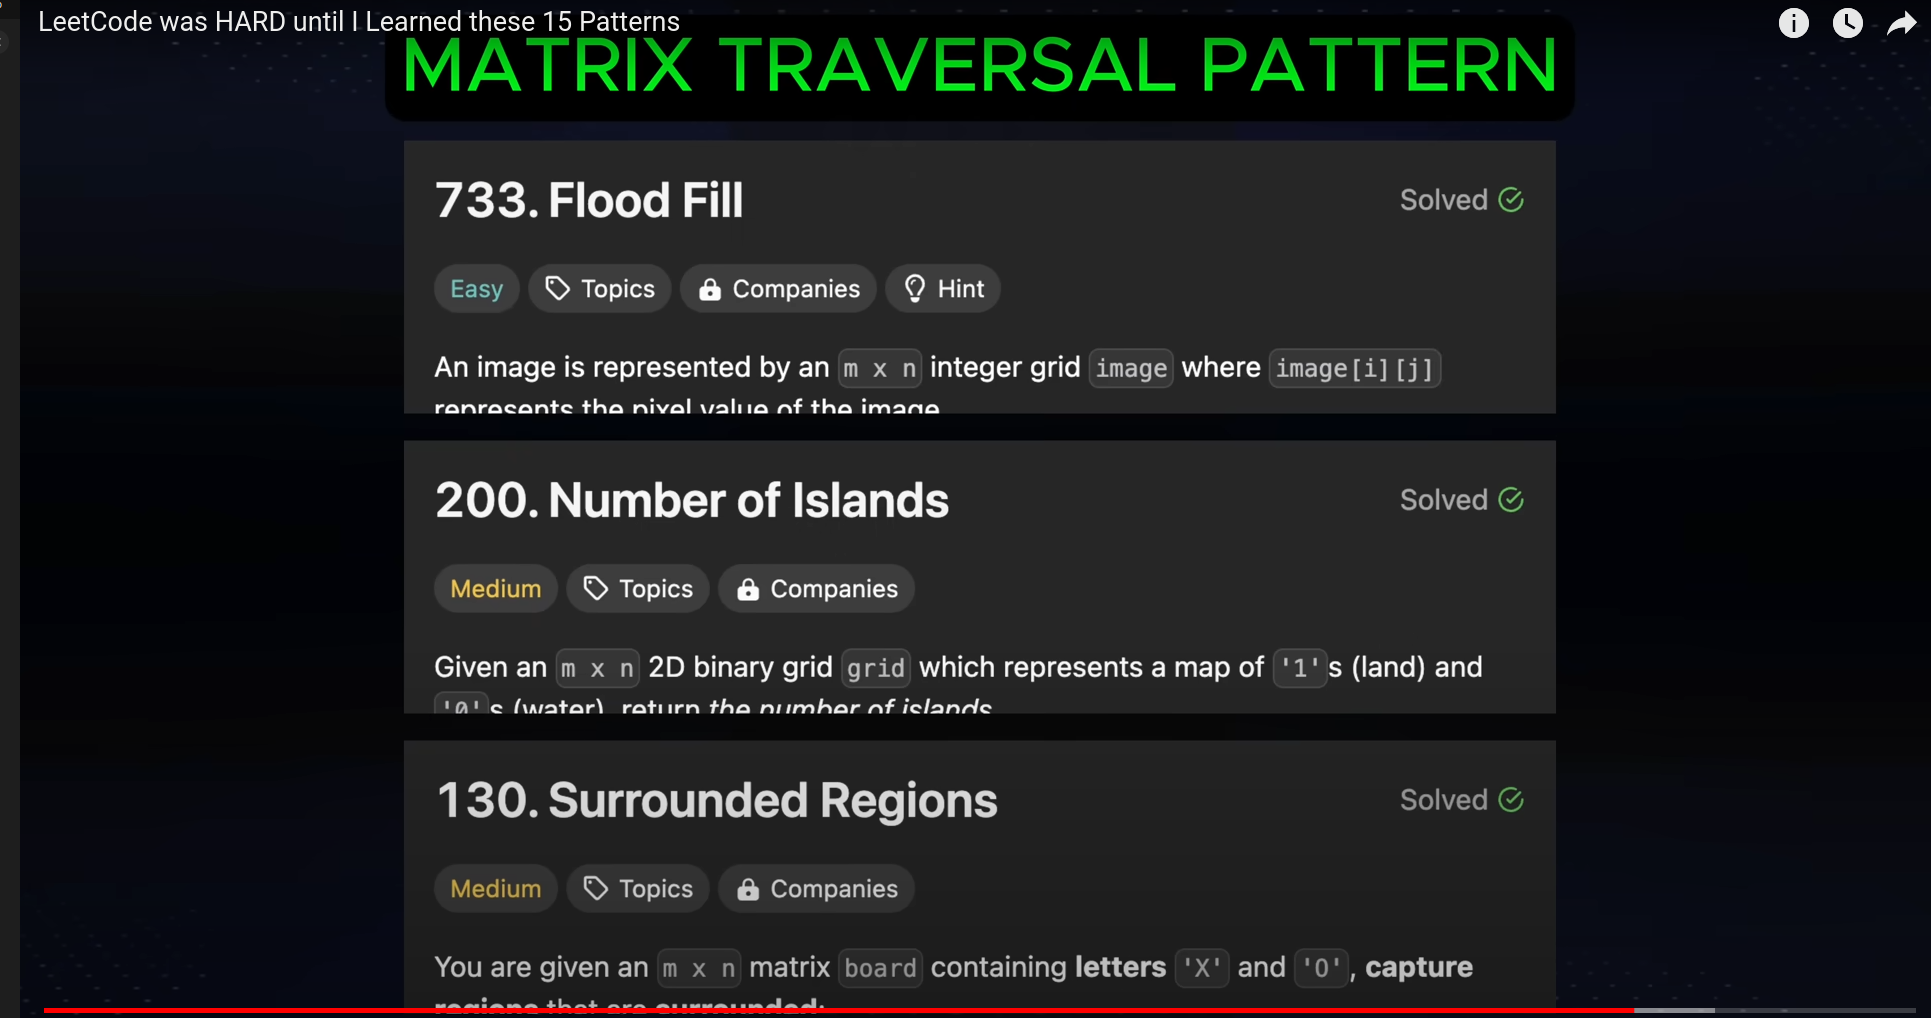 LeetCode was HARD until I Learned these 15 Patterns
MATRIX TRAVERSAL PATTERN
733. Flood Fill
Solved
Easy Topics Companies Hint
An image is represented by an m x n integer grid image where image[i][j]
represents the pixel value of the image
200. Number of Islands
Solved
Medium Topics Companies
Given an m x n 2D binary grid grid which represents a map of '1's (land) and
'0's (water), return the number of islands
130. Surrounded Regions
Solved
Medium Topics Companies
You are given an m x n matrix board containing letters 'X' and 'O', capture
regions that are surrounded: